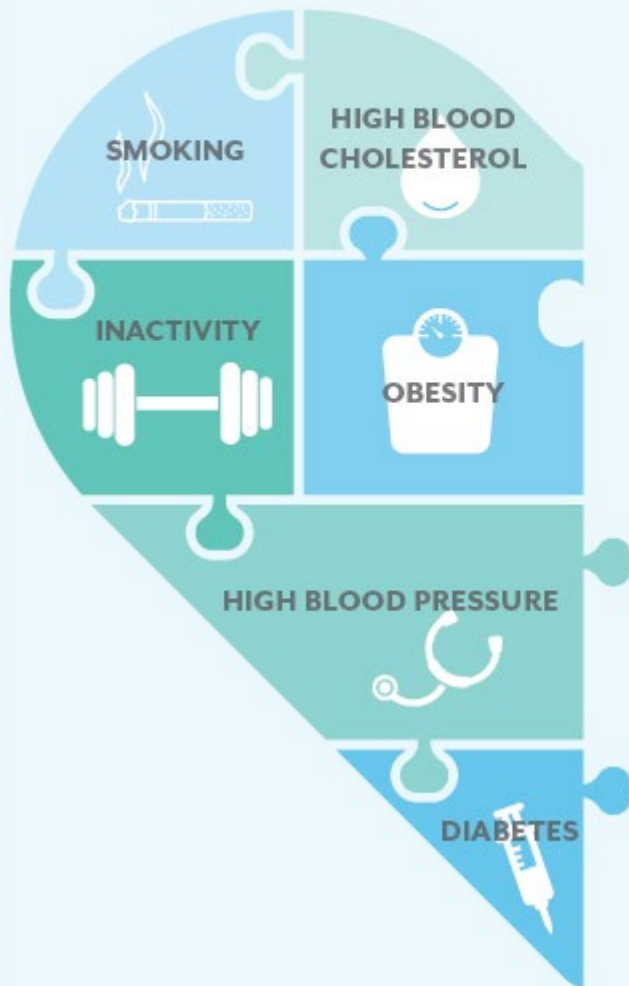 SMOKING
HIGH BLOOD
CHOLESTEROL
INACTIVITY
OBESITY
HIGH BLOOD PRESSURE
DIABETES